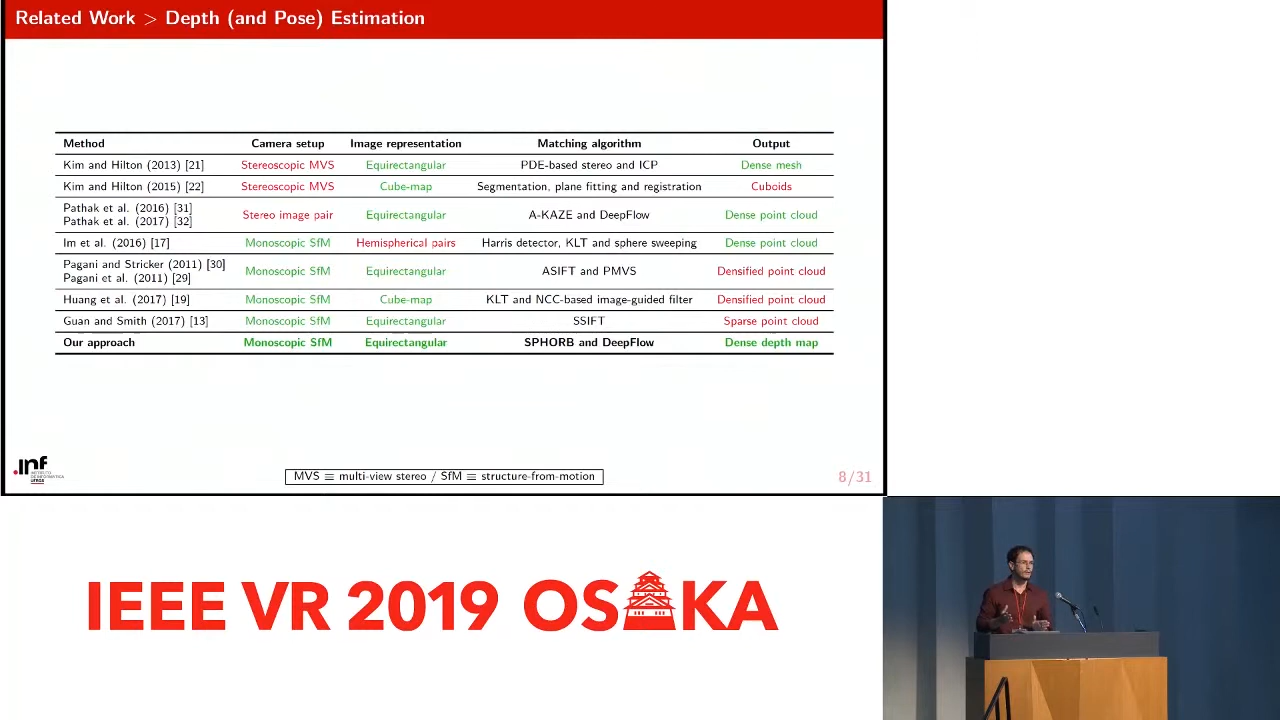 Related Work > Depth (and Pose) Estimation
Method Camera setup Image representation Matching algorithm Output
Kim and Hilton (2013) [21] Stereoscopic MVS Equirectangular PDE-based stereo and ICP Dense mesh
Kim and Hilton (2015) [22] Stereoscopic MVS Cube-map Segmentation, plane fitting and registration Cuboids
Pathak et al. (2016) [31]
Pathak et al. (2017) [32] Stereo image pair Equirectangular A-KAZE and DeepFlow Dense point cloud
Im et al. (2016) [17] Monoscopic SfM Hemispherical pairs Harris detector, KLT and sphere sweeping Dense point cloud
Pagani and Stricker (2011) [30]
Pagani et al. (2011) [29] Monoscopic SfM Equirectangular ASIFT and PMVS Densified point cloud
Huang et al. (2017) [19] Monoscopic SfM Cube-map KLT and NCC-based image-guided filter Densified point cloud
Guan and Smith (2017) [13] Monoscopic SfM Equirectangular SSIFT Sparse point cloud
Our approach Monoscopic SfM Equirectangular SPHORB and DeepFlow Dense depth map
.inf
INSTITUTO
DE INFORMÁTICA
UFRGS
MVS ≡ multi-view stereo / SfM ≡ structure-from-motion
8/31
IEEE VR 2019 OSAKA